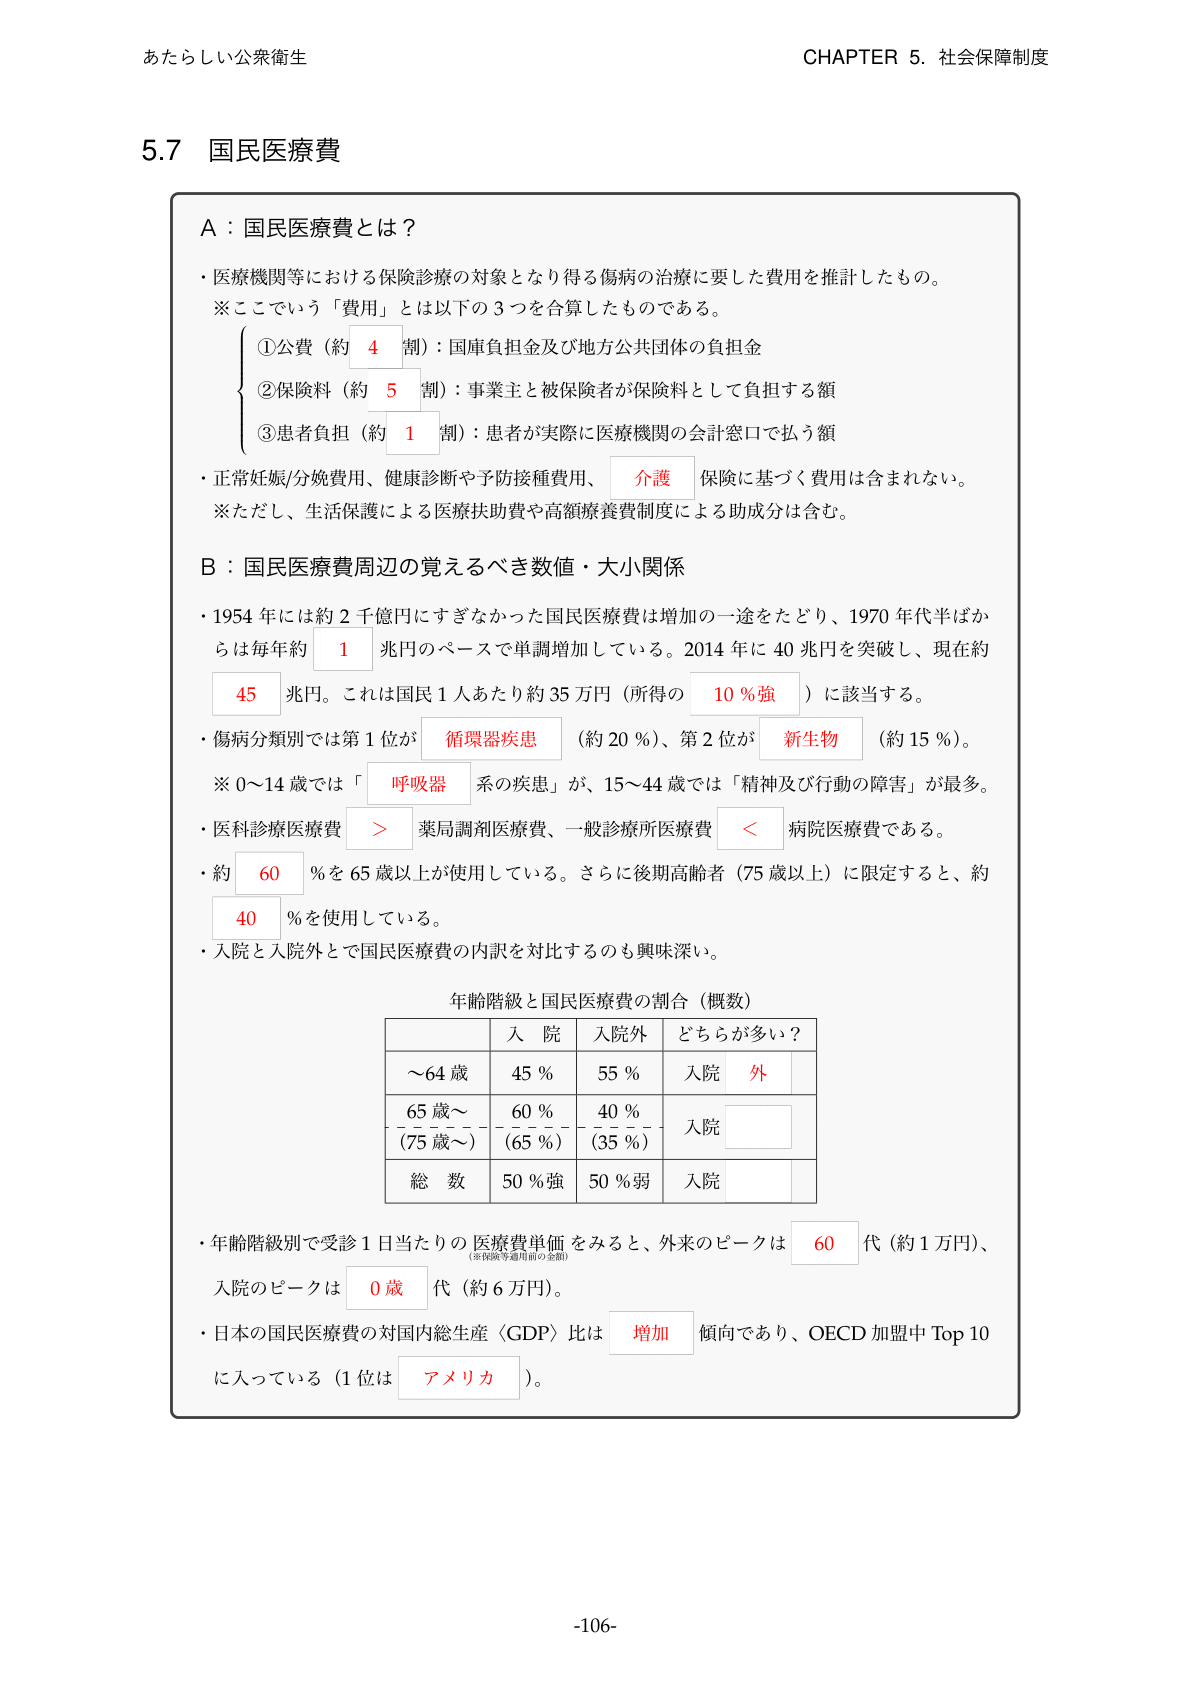 あたらしい公衆衛生 CHAPTER 5. 社会保障制度
5.7 国民医療費
A：国民医療費とは？
・医療機関等における保険診療の対象となり得る傷病の治療に要した費用を推計したもの。
※ここでいう「費用」とは以下の 3 つを合算したものである。
①公費（約 4 割）：国庫負担金及び地方公共団体の負担金
②保険料（約 5 割）：事業主と被保険者が保険料として負担する額
③患者負担（約 1 割）：患者が実際に医療機関の会計窓口で払う額
・正常妊娠/分娩費用、健康診断や予防接種費用、 介護 保険に基づく費用は含まれない。
※ただし、生活保護による医療扶助費や高額療養費制度による助成分は含む。
B：国民医療費周辺の覚えるべき数値・大小関係
・1954 年には約 2 千億円にすぎなかった国民医療費は増加の一途をたどり、1970 年代半ばか
らは毎年約 1 兆円のペースで単調増加している。2014 年に 40 兆円を突破し、現在約
45 兆円。これは国民 1 人あたり約 35 万円（所得の 10 %強 ）に該当する。
・傷病分類別では第 1 位が 循環器疾患 （約 20 %）、第 2 位が 新生物 （約 15 %）。
※ 0〜14 歳では「 呼吸器 系の疾患」が、15〜44 歳では「精神及び行動の障害」が最多。
・医科診療医療費 ＞ 薬局調剤医療費、一般診療所医療費 ＜ 病院医療費である。
・約 60 %を 65 歳以上が使用している。さらに後期高齢者（75 歳以上）に限定すると、約
40 %を使用している。
・入院と入院外とで国民医療費の内訳を対比するのも興味深い。
年齢階級と国民医療費の割合（概数）
入 院 入院外 どちらが多い？
〜64 歳 45 % 55 % 入院 外
65 歳〜 60 % 40 % 入院
（75 歳〜） （65 %） （35 %）
総 数 50 %強 50 %弱 入院
・年齢階級別で受診 1 日当たりの 医療費単価 をみると、外来のピークは 60 代（約 1 万円）、
（※保険等適用前の金額）
入院のピークは 0 歳 代（約 6 万円）。
・日本の国民医療費の対国内総生産〈GDP〉比は 増加 傾向であり、OECD 加盟中 Top 10
に入っている（1 位は アメリカ ）。
-106-